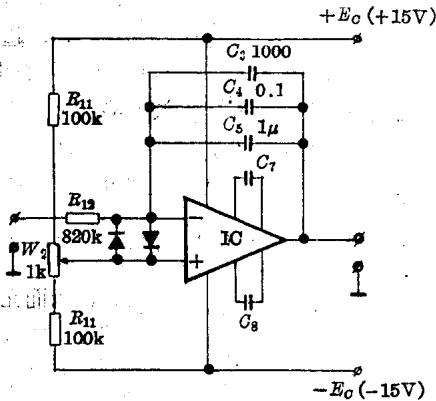 +E_C (+15V)
C_3 1000
C_4 0.1
C_5 1μ
C_7
R_11
100k
R_12
820k
−
IC
+
W_2
1k
R_11
100k
C_8
−E_C (−15V)